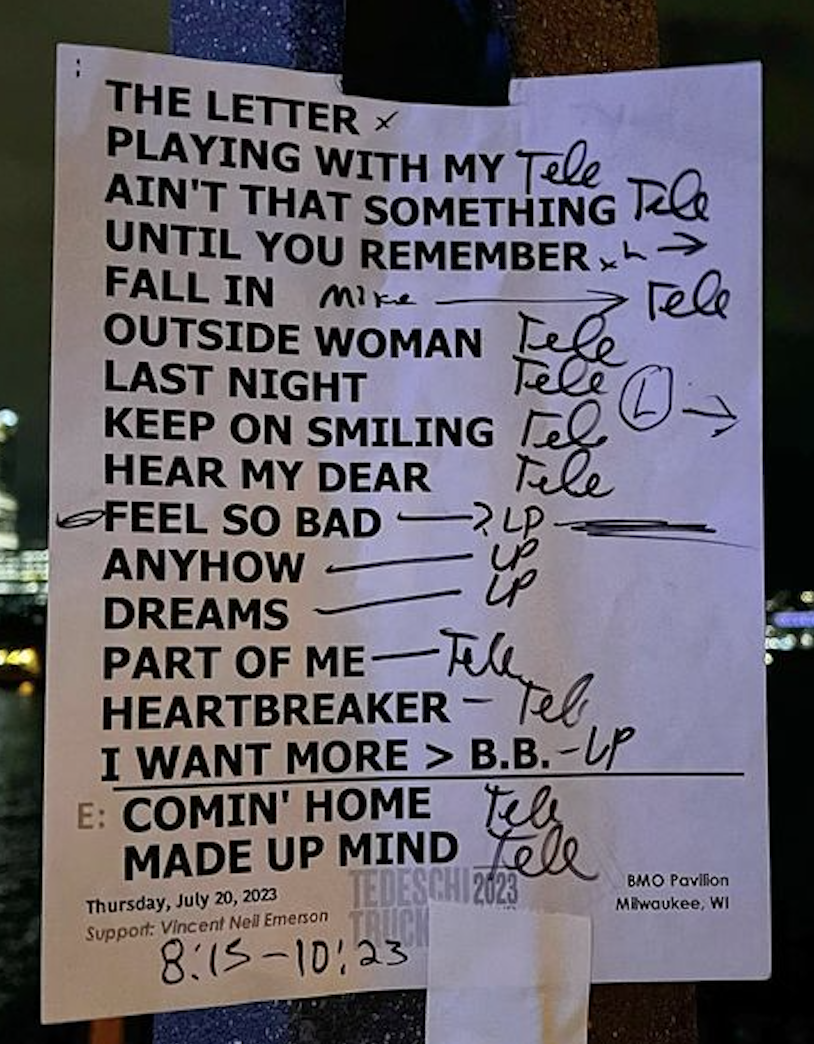 THE LETTER x
PLAYING WITH MY Tele
AIN'T THAT SOMETHING Tele
UNTIL YOU REMEMBER x L →
FALL IN Mike → Tele
OUTSIDE WOMAN Tele
LAST NIGHT Tele L →
KEEP ON SMILING Tele
HEAR MY DEAR Tele
FEEL SO BAD — ? LP —
ANYHOW — LP
DREAMS — LP
PART OF ME — Tele
HEARTBREAKER - Tele
I WANT MORE > B.B. - LP
E: COMIN' HOME Tele
MADE UP MIND Tele
TEDESCHI 2023
TRUCK
Thursday, July 20, 2023
Support: Vincent Neil Emerson
BMO Pavilion
Milwaukee, WI
8:15-10:23